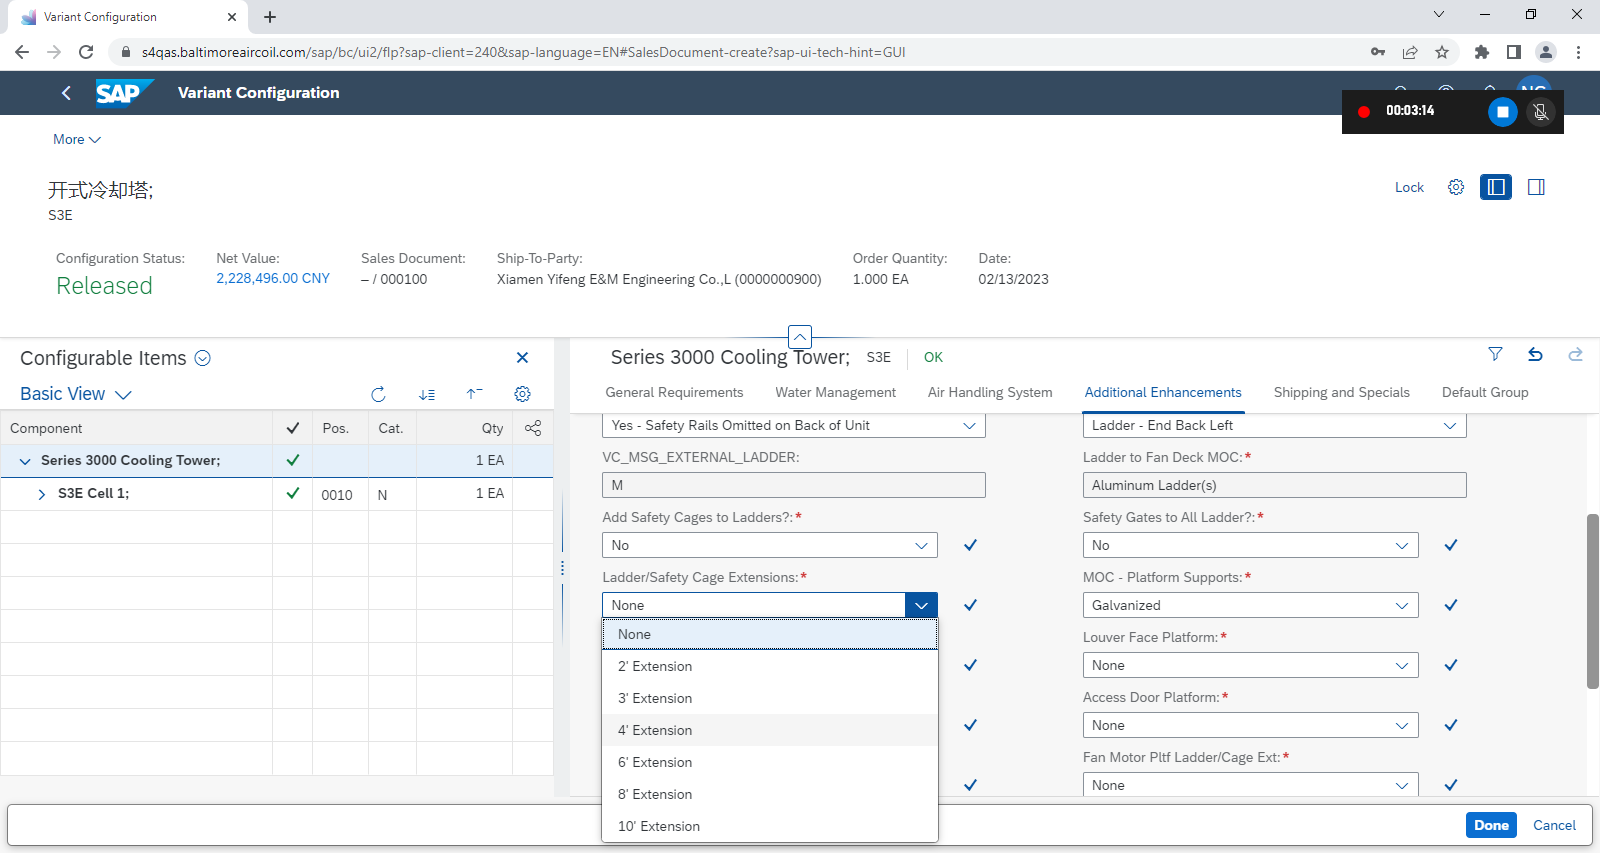 Variant Configuration
s4qas.baltimoreaircoil.com/sap/bc/ui2/flp?sap-client=240&sap-language=EN#SalesDocument-create?sap-ui-tech-hint=GUI
SAP
Variant Configuration
00:03:14
More
开式冷却塔;
S3E
Lock
Configuration Status:
Released
Net Value:
2,228,496.00 CNY
Sales Document:
– / 000100
Ship-To-Party:
Xiamen Yifeng E&M Engineering Co.,L (0000000900)
Order Quantity:
1.000 EA
Date:
02/13/2023
Configurable Items
Basic View
Component Pos. Cat. Qty
Series 3000 Cooling Tower; 1 EA
S3E Cell 1; 0010 N 1 EA
Series 3000 Cooling Tower; S3E OK
General Requirements Water Management Air Handling System Additional Enhancements Shipping and Specials Default Group
Yes - Safety Rails Omitted on Back of Unit
Ladder - End Back Left
VC_MSG_EXTERNAL_LADDER:
M
Ladder to Fan Deck MOC:*
Aluminum Ladder(s)
Add Safety Cages to Ladders?:*
No
Safety Gates to All Ladder?:*
No
Ladder/Safety Cage Extensions:*
None
MOC - Platform Supports:*
Galvanized
None
2' Extension
3' Extension
4' Extension
6' Extension
8' Extension
10' Extension
Louver Face Platform:*
None
Access Door Platform:*
None
Fan Motor Pltf Ladder/Cage Ext:*
None
Done
Cancel